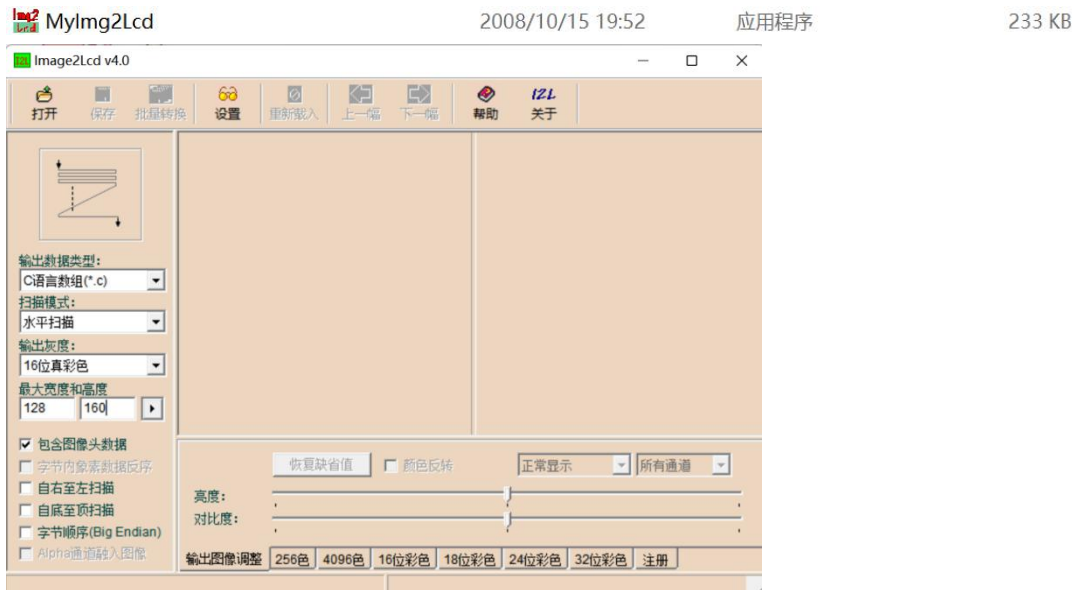 MyImg2Lcd 2008/10/15 19:52 应用程序 233 KB
Image2Lcd v4.0
打开 保存 批量转换 设置 重新载入 上一幅 下一幅 帮助 关于
输出数据类型:
C语言数组(*.c)
扫描模式:
水平扫描
输出灰度:
16位真彩色
最大宽度和高度
128 160
包含图像头数据
字节内象素数据反序
自右至左扫描
自底至顶扫描
字节顺序(Big Endian)
Alpha通道融入图像
恢复缺省值 颜色反转 正常显示 所有通道
亮度:
对比度:
输出图像调整 256色 4096色 16位彩色 18位彩色 24位彩色 32位彩色 注册